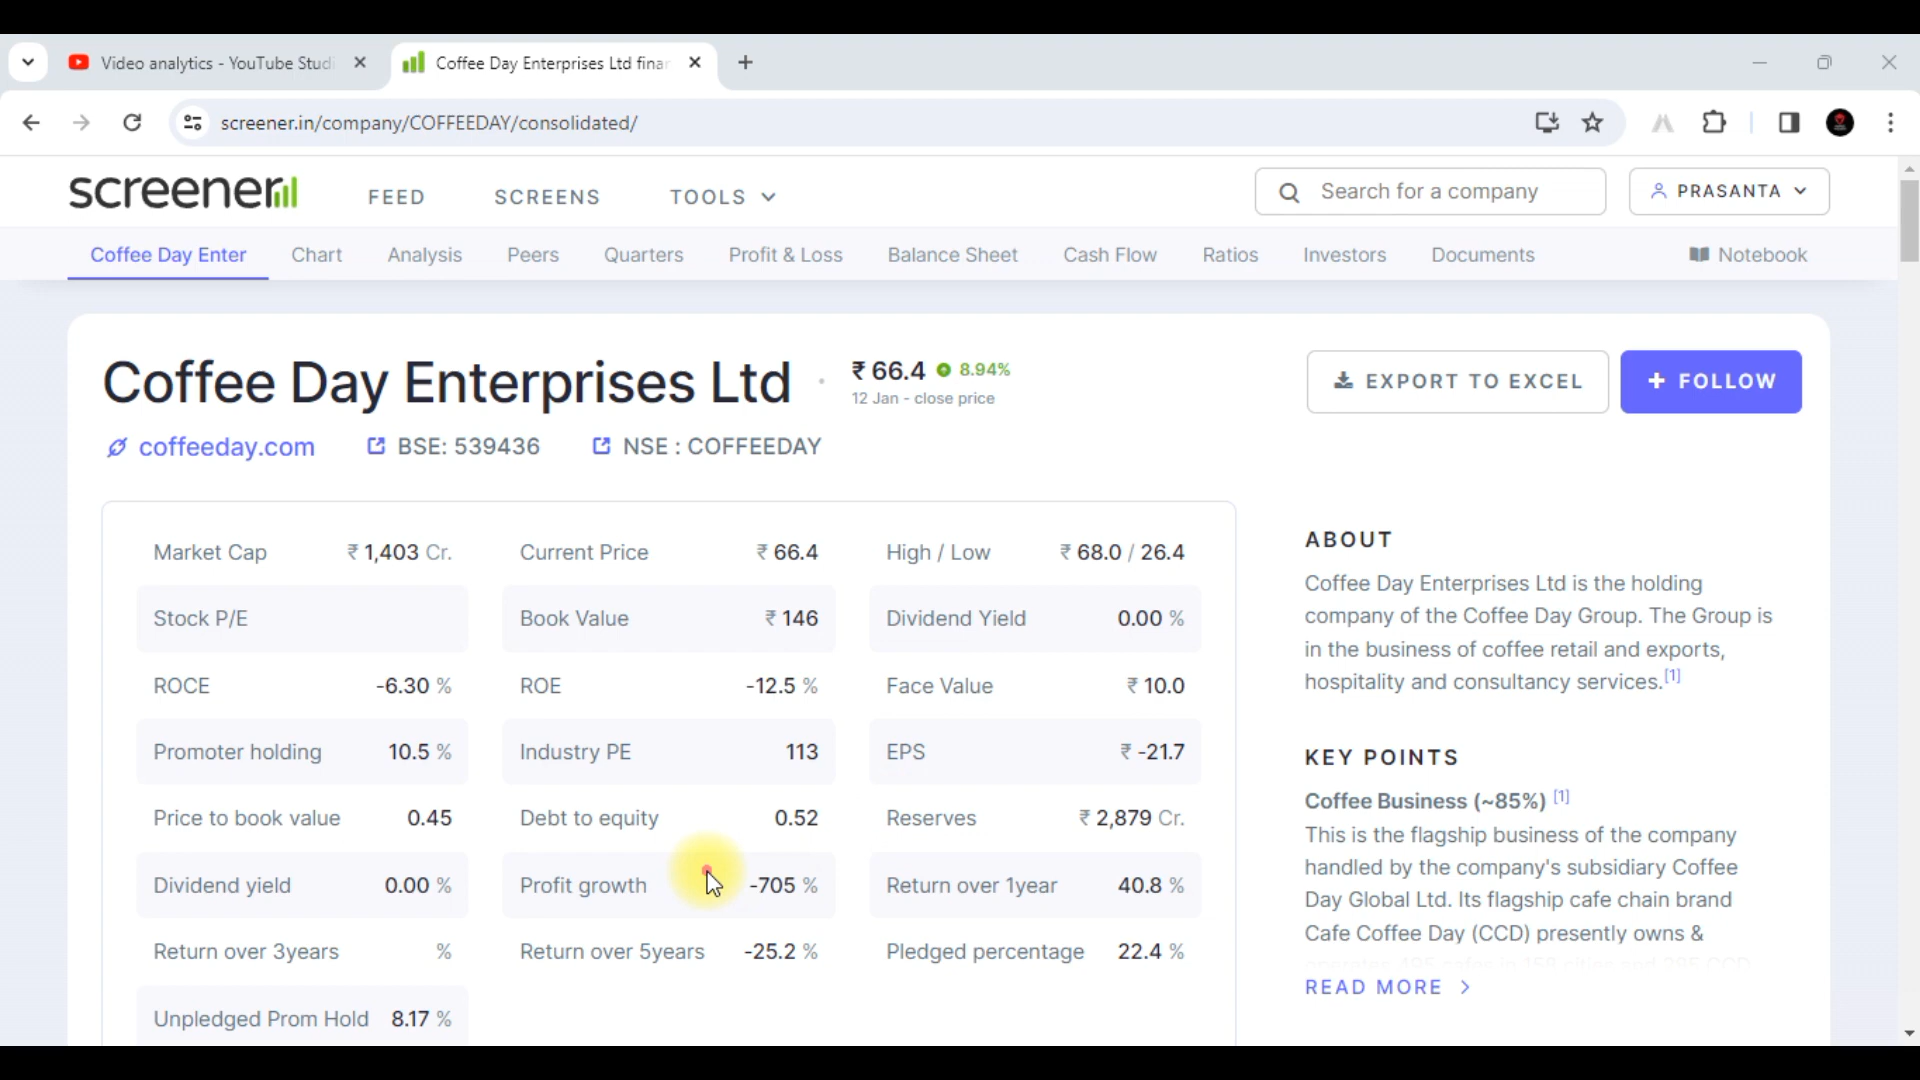 Video analytics - YouTube Studi
Coffee Day Enterprises Ltd finan
screener.in/company/COFFEEDAY/consolidated/
screener
FEED
SCREENS
TOOLS
Search for a company
PRASANTA
Coffee Day Enter
Chart
Analysis
Peers
Quarters
Profit & Loss
Balance Sheet
Cash Flow
Ratios
Investors
Documents
Notebook
Coffee Day Enterprises Ltd
₹ 66.4 8.94%
12 Jan - close price
EXPORT TO EXCEL
+ FOLLOW
coffeeday.com
BSE: 539436
NSE : COFFEEDAY
Market Cap ₹ 1,403 Cr.
Current Price ₹ 66.4
High / Low ₹ 68.0 / 26.4
Stock P/E
Book Value ₹ 146
Dividend Yield 0.00 %
ROCE -6.30 %
ROE -12.5 %
Face Value ₹ 10.0
Promoter holding 10.5 %
Industry PE 113
EPS ₹ -21.7
Price to book value 0.45
Debt to equity 0.52
Reserves ₹ 2,879 Cr.
Dividend yield 0.00 %
Profit growth -705 %
Return over 1year 40.8 %
Return over 3years %
Return over 5years -25.2 %
Pledged percentage 22.4 %
Unpledged Prom Hold 8.17 %
ABOUT
Coffee Day Enterprises Ltd is the holding
company of the Coffee Day Group. The Group is
in the business of coffee retail and exports,
hospitality and consultancy services.[1]
KEY POINTS
Coffee Business (~85%) [1]
This is the flagship business of the company
handled by the company's subsidiary Coffee
Day Global Ltd. Its flagship cafe chain brand
Cafe Coffee Day (CCD) presently owns &
READ MORE >